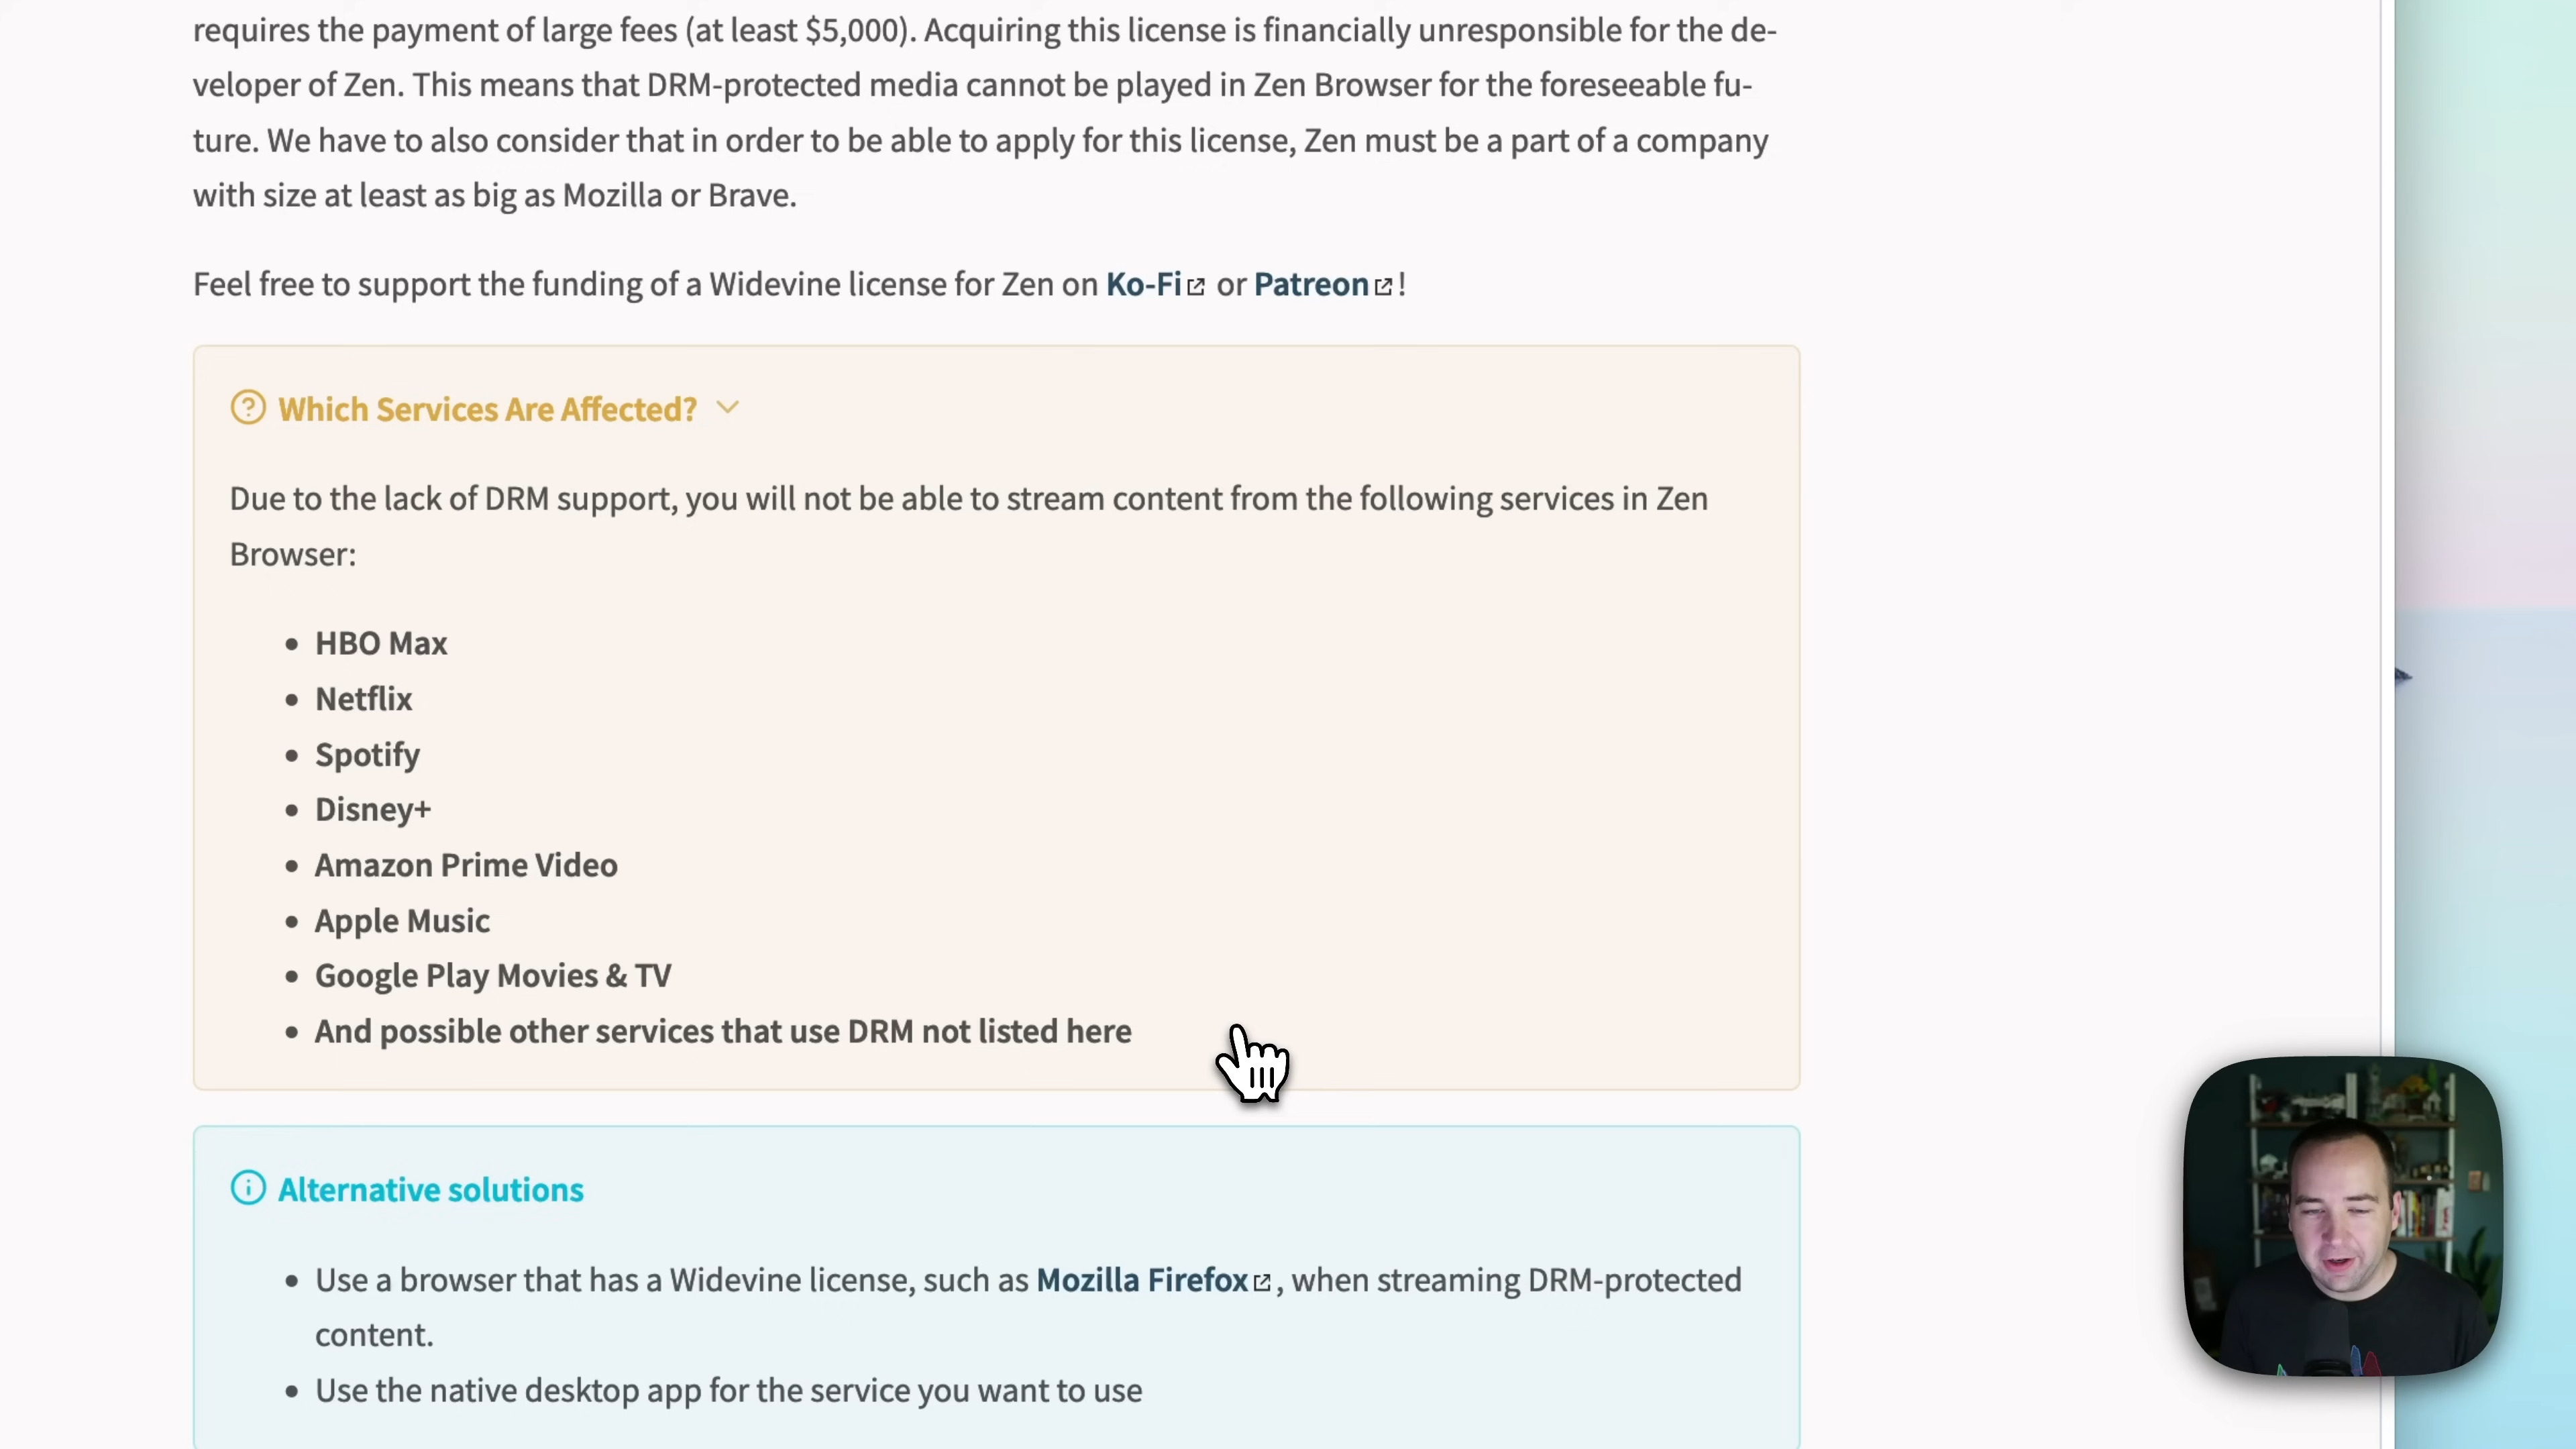 requires the payment of large fees (at least $5,000). Acquiring this license is financially unresponsible for the de-
veloper of Zen. This means that DRM-protected media cannot be played in Zen Browser for the foreseeable fu-
ture. We have to also consider that in order to be able to apply for this license, Zen must be a part of a company
with size at least as big as Mozilla or Brave.
Feel free to support the funding of a Widevine license for Zen on Ko-Fi or Patreon!
Which Services Are Affected?
Due to the lack of DRM support, you will not be able to stream content from the following services in Zen
Browser:
• HBO Max
• Netflix
• Spotify
• Disney+
• Amazon Prime Video
• Apple Music
• Google Play Movies & TV
• And possible other services that use DRM not listed here
Alternative solutions
• Use a browser that has a Widevine license, such as Mozilla Firefox, when streaming DRM-protected
content.
• Use the native desktop app for the service you want to use